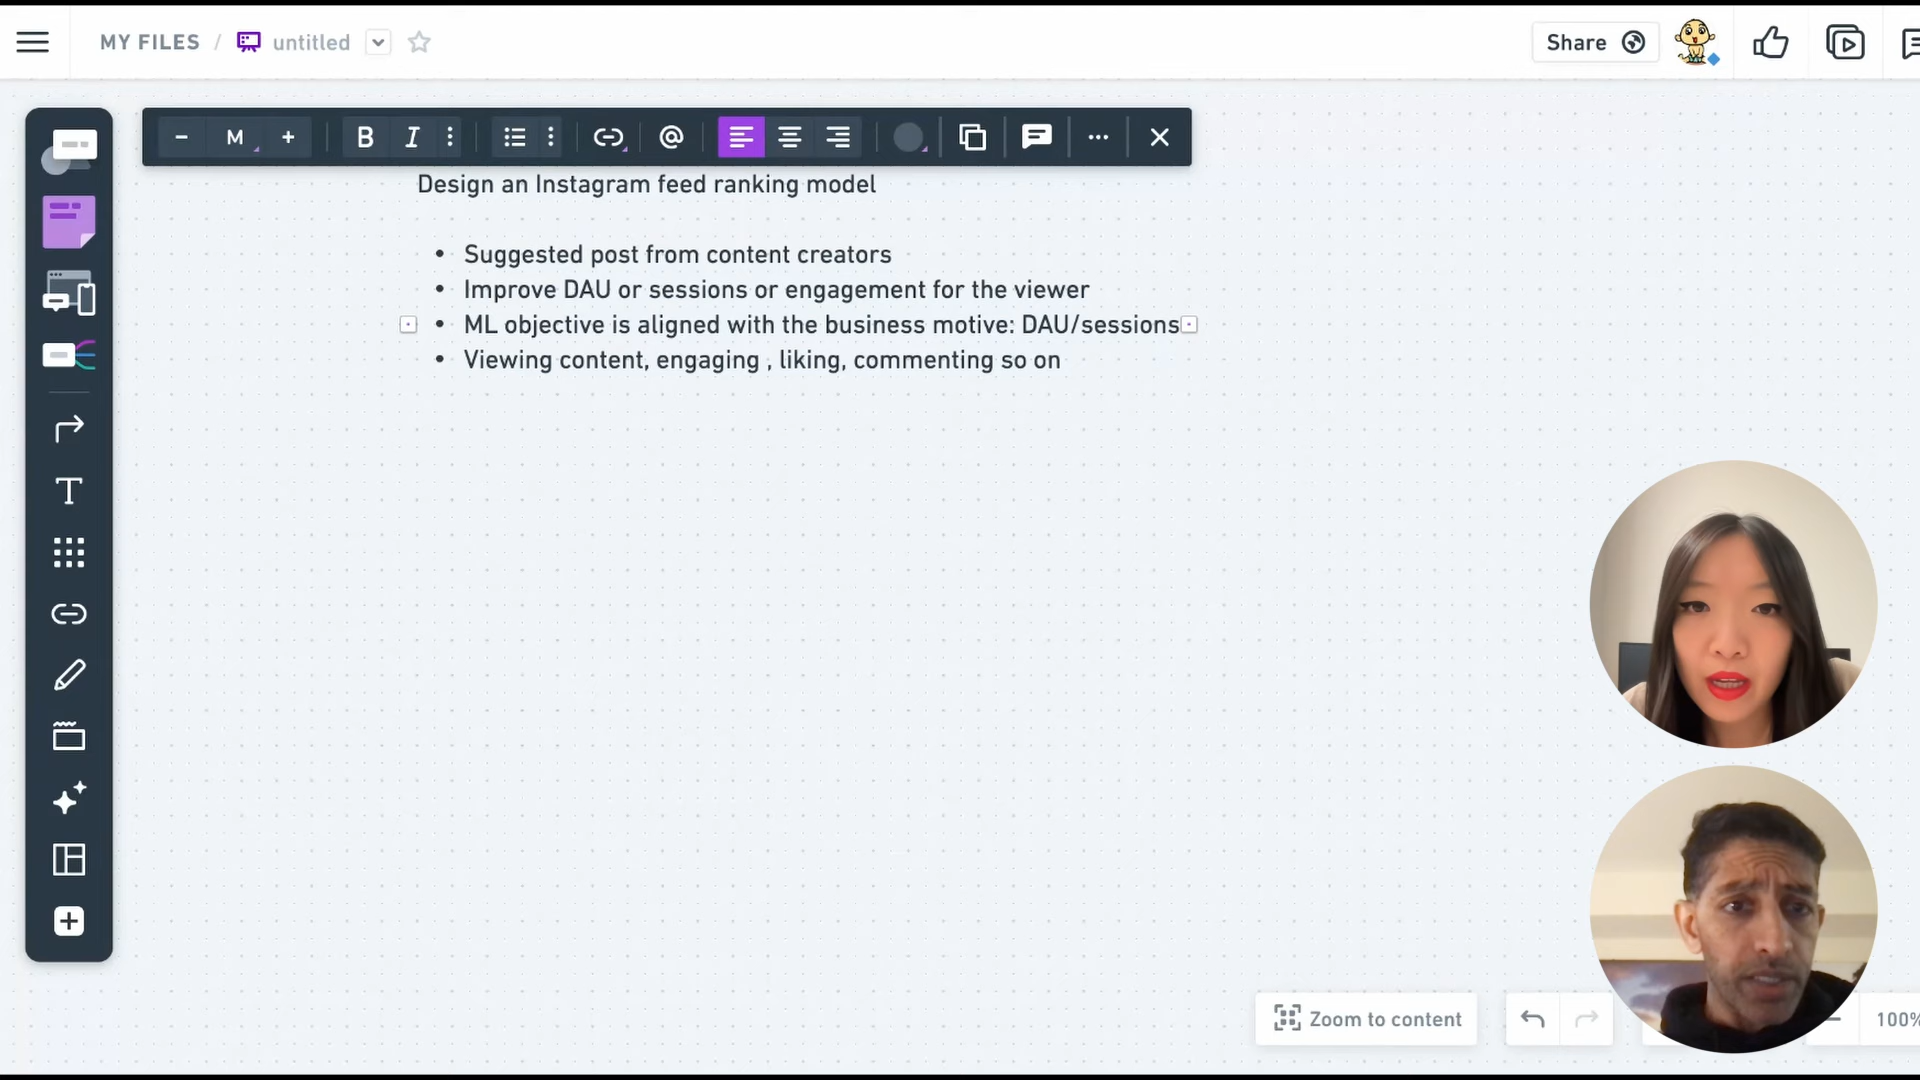 MY FILES / untitled
Share
M
B I
@
Design an Instagram feed ranking model
• Suggested post from content creators
• Improve DAU or sessions or engagement for the viewer
• ML objective is aligned with the business motive: DAU/sessions
• Viewing content, engaging , liking, commenting so on
T
Zoom to content
100%